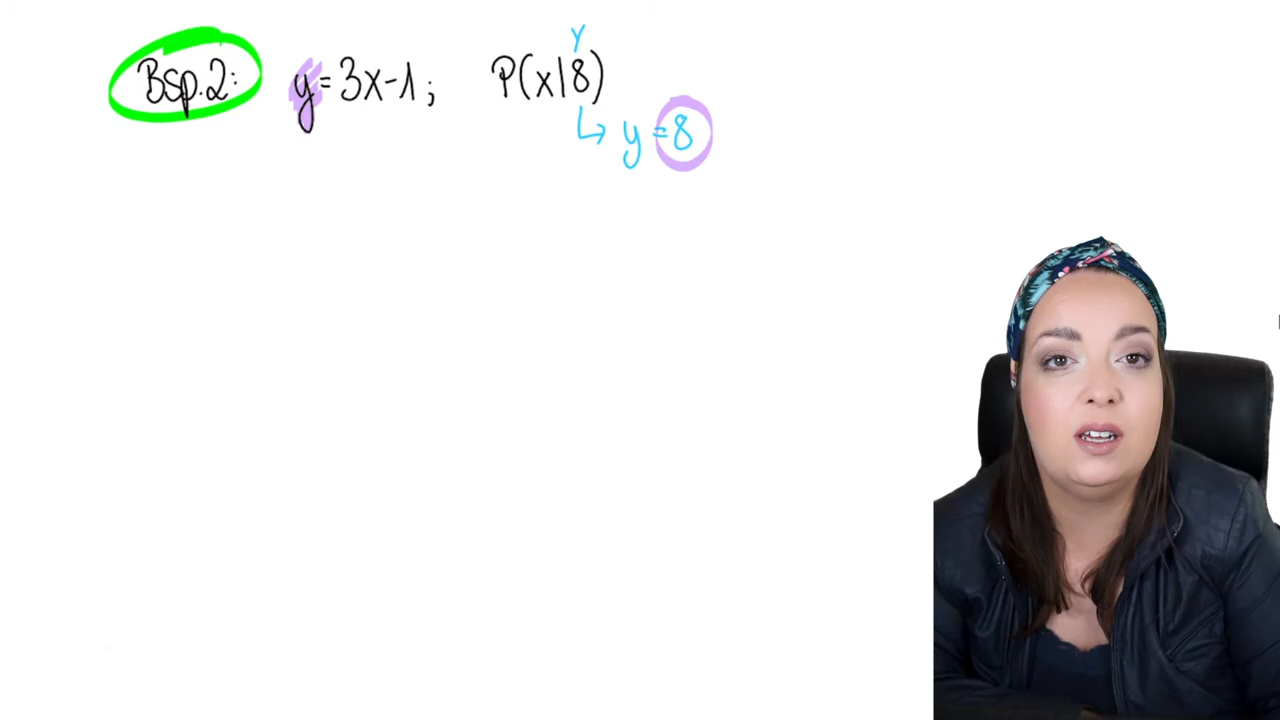 Bsp.2: y=3x-1; P(x|8)
y
↳ y=8